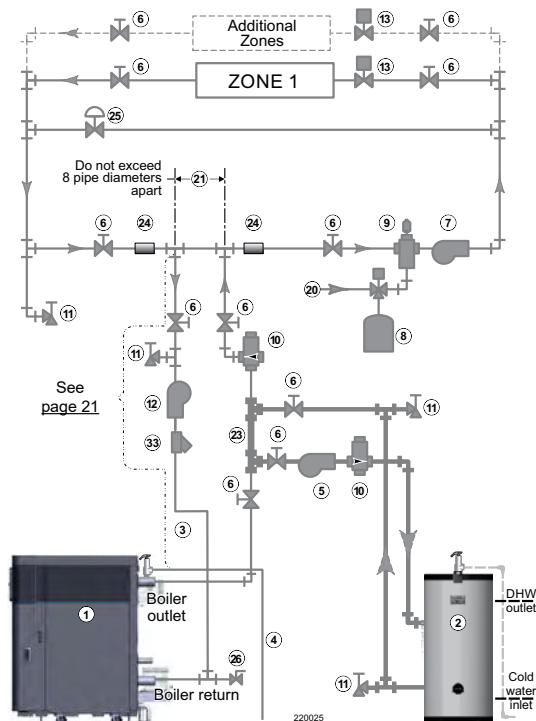 6
Additional
Zones
13
6
6
ZONE 1
13
6
25
Do not exceed
8 pipe diameters
apart
21
6
24
24
6
9
7
20
8
11
6
6
11
10
12
6
11
See
page 21
23
6
33
5
10
6
3
1
Boiler
outlet
4
2
DHW
outlet
26
11
Cold
water
inlet
Boiler return
220025